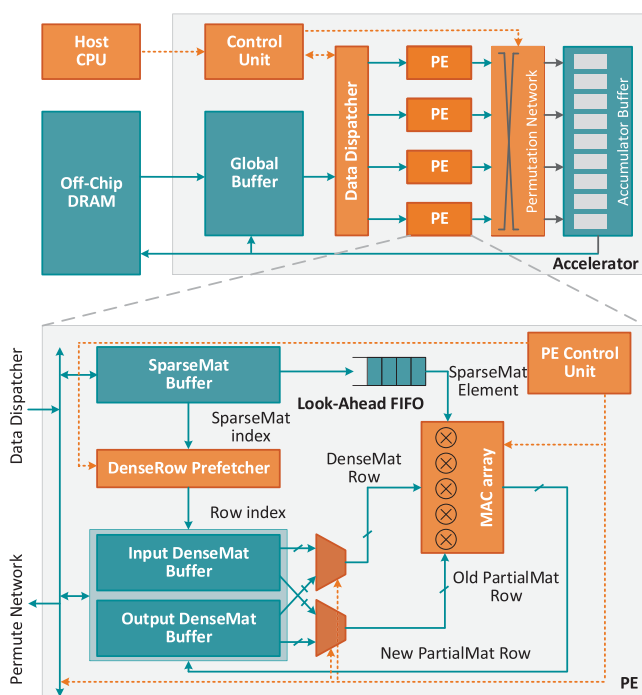 Host
CPU
Control
Unit
Off-Chip
DRAM
Global
Buffer
Data Dispatcher
PE
PE
PE
PE
Permutation Network
Accumulator Buffer
Accelerator
Data Dispatcher
Permute Network
SparseMat
Buffer
Look-Ahead FIFO
SparseMat
Element
PE Control
Unit
SparseMat
index
DenseRow Prefetcher
Row index
DenseMat
Row
MAC array
Input DenseMat
Buffer
Output DenseMat
Buffer
Old PartialMat
Row
New PartialMat Row
PE